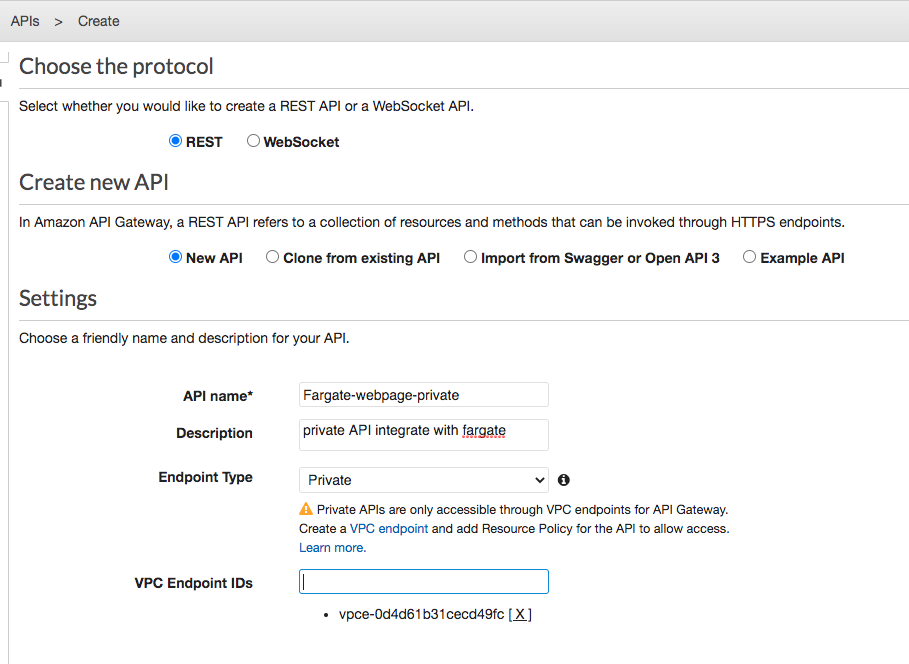 APIs > Create
Choose the protocol
Select whether you would like to create a REST API or a WebSocket API.
REST WebSocket
Create new API
In Amazon API Gateway, a REST API refers to a collection of resources and methods that can be invoked through HTTPS endpoints.
New API Clone from existing API Import from Swagger or Open API 3 Example API
Settings
Choose a friendly name and description for your API.
API name* Fargate-webpage-private
Description private API integrate with fargate
Endpoint Type Private
Private APIs are only accessible through VPC endpoints for API Gateway.
Create a VPC endpoint and add Resource Policy for the API to allow access.
Learn more.
VPC Endpoint IDs
• vpce-0d4d61b31cecd49fc [ X ]